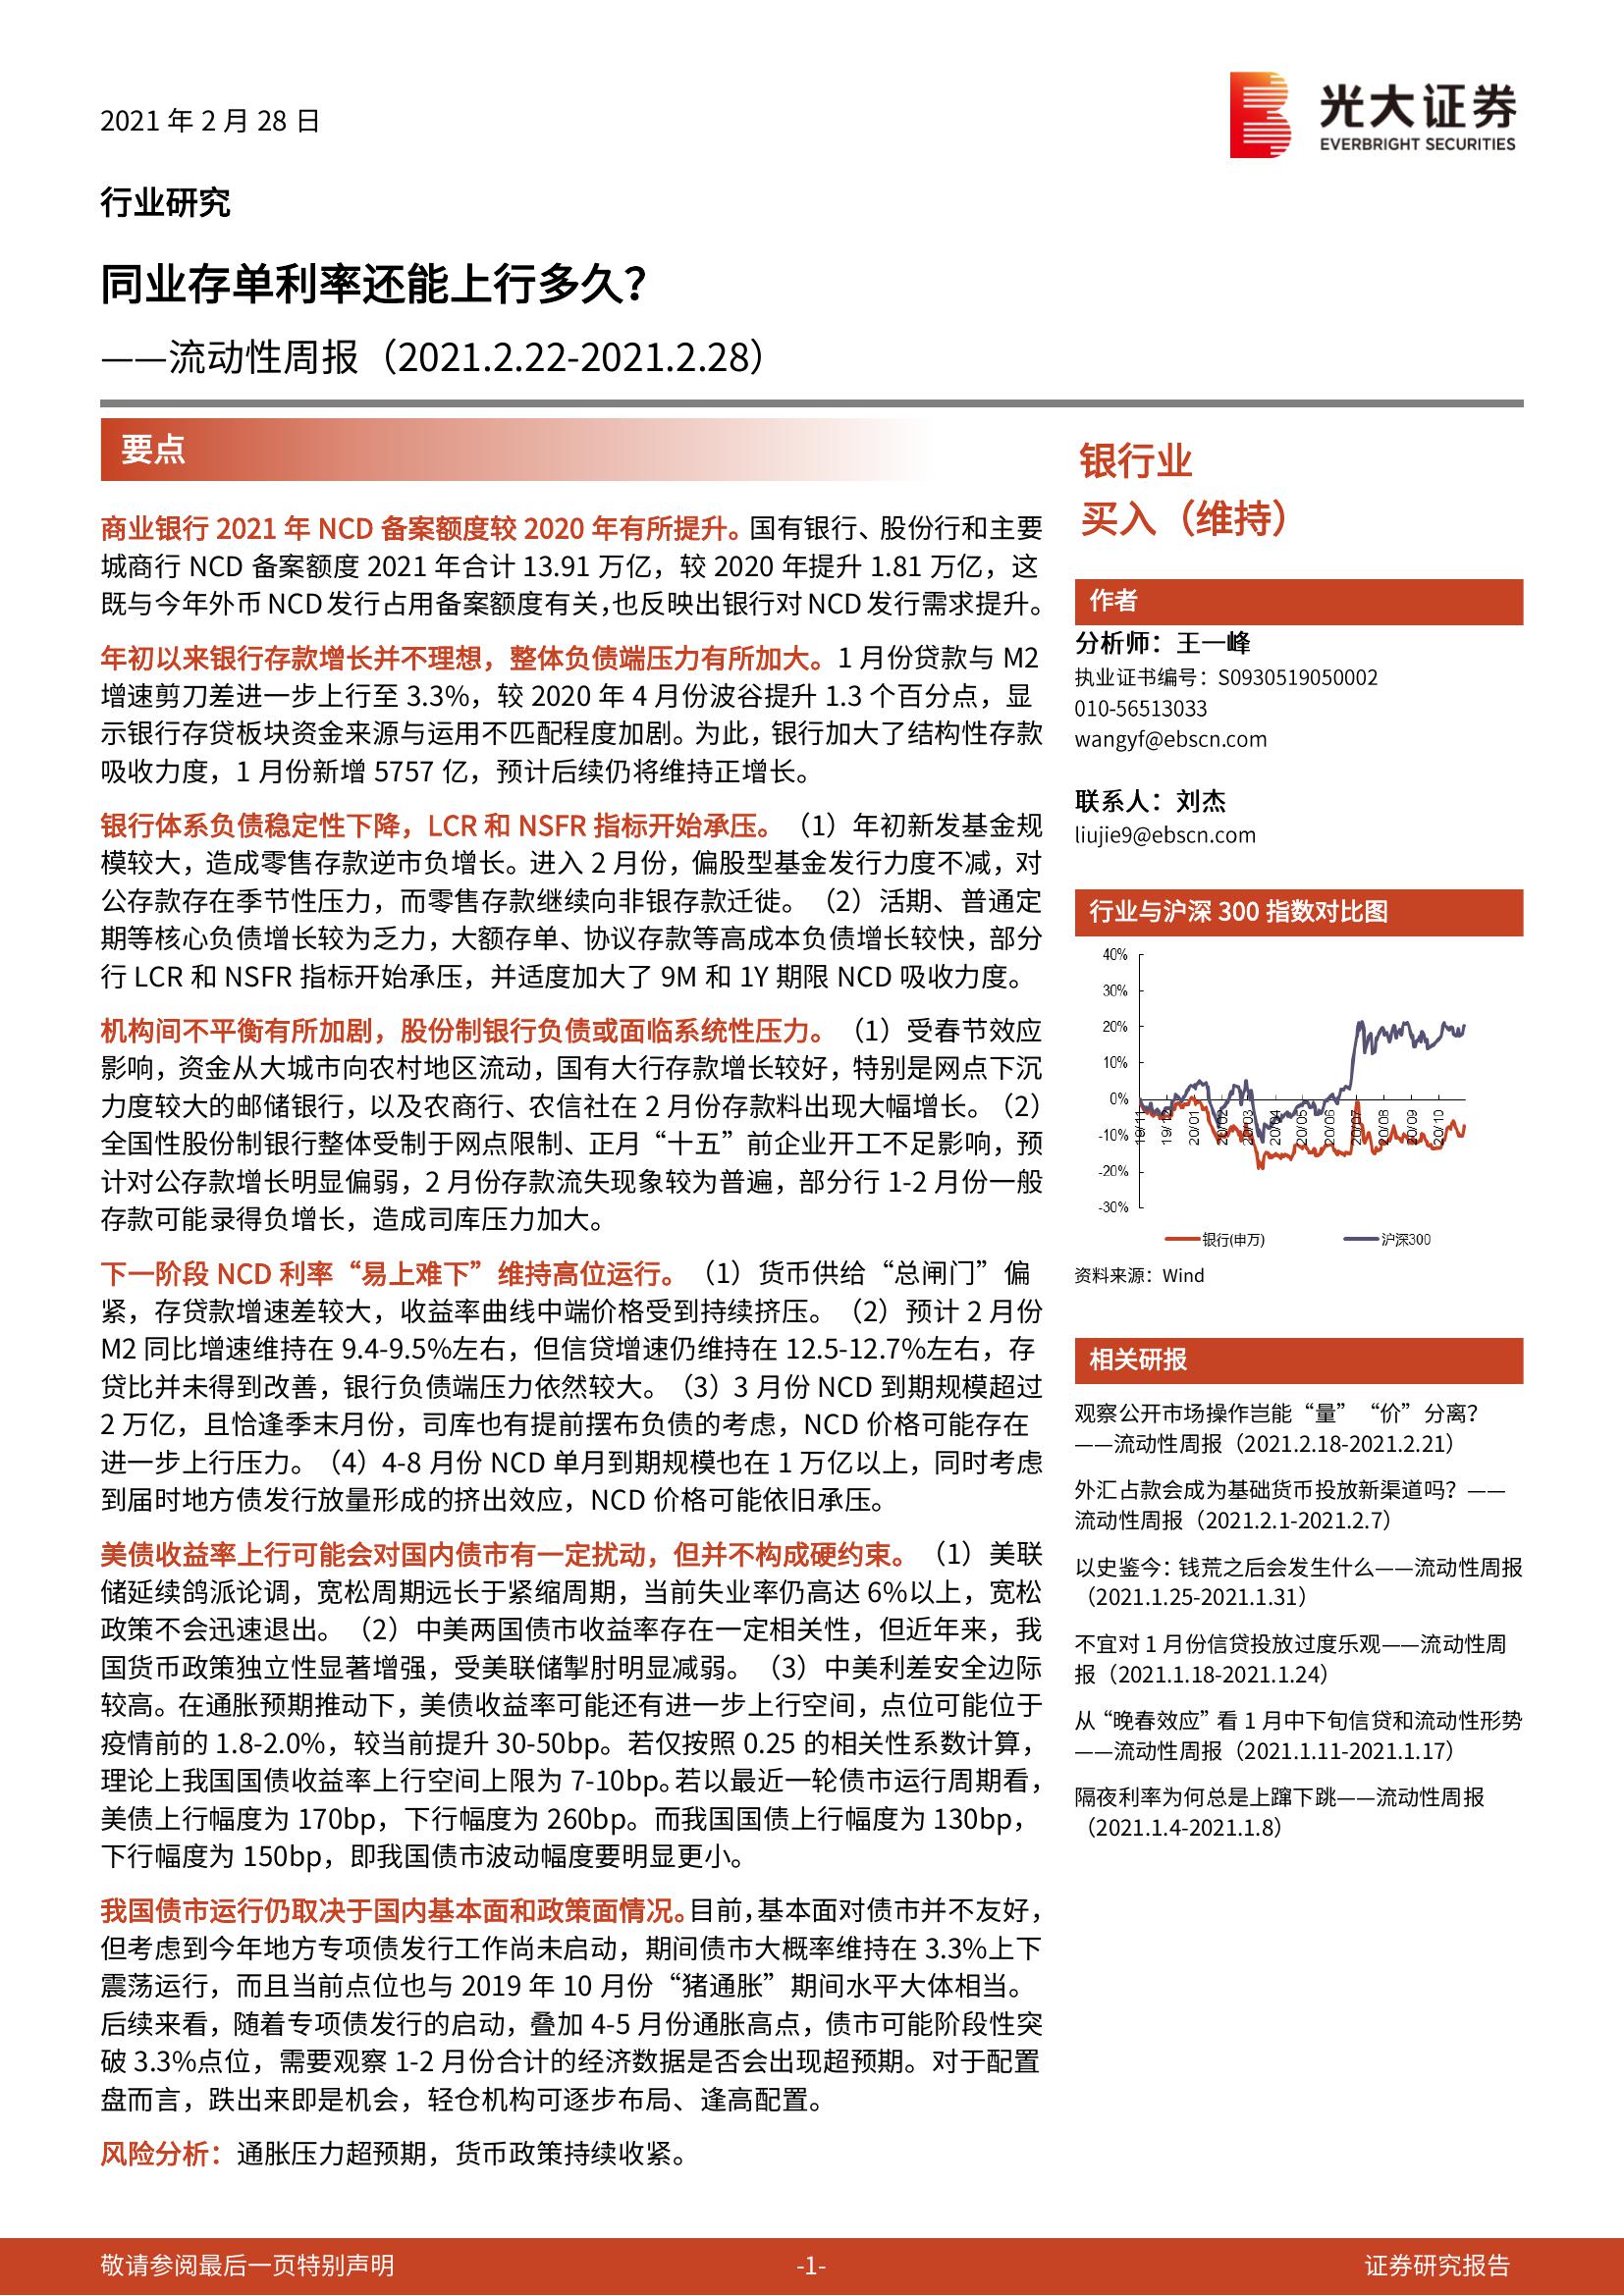 2021 年 2 月 28 日
光大证券
EVERBRIGHT SECURITIES
行业研究
同业存单利率还能上行多久？
——流动性周报（2021.2.22-2021.2.28）
要点
商业银行 2021 年 NCD 备案额度较 2020 年有所提升。国有银行、股份行和主要
城商行 NCD 备案额度 2021 年合计 13.91 万亿，较 2020 年提升 1.81 万亿，这
既与今年外币 NCD 发行占用备案额度有关，也反映出银行对 NCD 发行需求提升。
年初以来银行存款增长并不理想，整体负债端压力有所加大。1 月份贷款与 M2
增速剪刀差进一步上行至 3.3%，较 2020 年 4 月份波谷提升 1.3 个百分点，显
示银行存贷板块资金来源与运用不匹配程度加剧。为此，银行加大了结构性存款
吸收力度，1 月份新增 5757 亿，预计后续仍将维持正增长。
银行体系负债稳定性下降，LCR 和 NSFR 指标开始承压。（1）年初新发基金规
模较大，造成零售存款逆市负增长。进入 2 月份，偏股型基金发行力度不减，对
公存款存在季节性压力，而零售存款继续向非银存款迁徙。（2）活期、普通定
期等核心负债增长较为乏力，大额存单、协议存款等高成本负债增长较快，部分
行 LCR 和 NSFR 指标开始承压，并适度加大了 9M 和 1Y 期限 NCD 吸收力度。
机构间不平衡有所加剧，股份制银行负债或面临系统性压力。（1）受春节效应
影响，资金从大城市向农村地区流动，国有大行存款增长较好，特别是网点下沉
力度较大的邮储银行，以及农商行、农信社在 2 月份存款料出现大幅增长。（2）
全国性股份制银行整体受制于网点限制、正月“十五”前企业开工不足影响，预
计对公存款增长明显偏弱，2 月份存款流失现象较为普遍，部分行 1-2 月份一般
存款可能录得负增长，造成司库压力加大。
下一阶段 NCD 利率“易上难下”维持高位运行。（1）货币供给“总闸门”偏
紧，存贷款增速差较大，收益率曲线中端价格受到持续挤压。（2）预计 2 月份
M2 同比增速维持在 9.4-9.5%左右，但信贷增速仍维持在 12.5-12.7%左右，存
贷比并未得到改善，银行负债端压力依然较大。（3）3 月份 NCD 到期规模超过
2 万亿，且恰逢季末月份，司库也有提前摆布负债的考虑，NCD 价格可能存在
进一步上行压力。（4）4-8 月份 NCD 单月到期规模也在 1 万亿以上，同时考虑
到届时地方债发行放量形成的挤出效应，NCD 价格可能依旧承压。
美债收益率上行可能会对国内债市有一定扰动，但并不构成硬约束。（1）美联
储延续鸽派论调，宽松周期远长于紧缩周期，当前失业率仍高达 6%以上，宽松
政策不会迅速退出。（2）中美两国债市收益率存在一定相关性，但近年来，我
国货币政策独立性显著增强，受美联储掣肘明显减弱。（3）中美利差安全边际
较高。在通胀预期推动下，美债收益率可能还有进一步上行空间，点位可能位于
疫情前的 1.8-2.0%，较当前提升 30-50bp。若仅按照 0.25 的相关性系数计算，
理论上我国国债收益率上行空间上限为 7-10bp。若以最近一轮债市运行周期看，
美债上行幅度为 170bp，下行幅度为 260bp。而我国国债上行幅度为 130bp，
下行幅度为 150bp，即我国债市波动幅度要明显更小。
我国债市运行仍取决于国内基本面和政策面情况。目前，基本面对债市并不友好，
但考虑到今年地方专项债发行工作尚未启动，期间债市大概率维持在 3.3%上下
震荡运行，而且当前点位也与 2019 年 10 月份“猪通胀”期间水平大体相当。
后续来看，随着专项债发行的启动，叠加 4-5 月份通胀高点，债市可能阶段性突
破 3.3%点位，需要观察 1-2 月份合计的经济数据是否会出现超预期。对于配置
盘而言，跌出来即是机会，轻仓机构可逐步布局、逢高配置。
风险分析：通胀压力超预期，货币政策持续收紧。
银行业
买入（维持）
作者
分析师：王一峰
执业证书编号：S0930519050002
010-56513033
wangyf@ebscn.com
联系人：刘杰
liujie9@ebscn.com
行业与沪深 300 指数对比图
40%
30%
20%
10%
0%
-10%
-20%
-30%
19/11 19/12 20/01 20/02 20/03 20/04 20/05 20/06 20/07 20/08 20/09 20/10
银行(申万) 沪深300
资料来源：Wind
相关研报
观察公开市场操作岂能“量”“价”分离？
——流动性周报（2021.2.18-2021.2.21）
外汇占款会成为基础货币投放新渠道吗？——
流动性周报（2021.2.1-2021.2.7）
以史鉴今：钱荒之后会发生什么——流动性周报
（2021.1.25-2021.1.31）
不宜对 1 月份信贷投放过度乐观——流动性周
报（2021.1.18-2021.1.24）
从“晚春效应”看 1 月中下旬信贷和流动性形势
——流动性周报（2021.1.11-2021.1.17）
隔夜利率为何总是上蹿下跳——流动性周报
（2021.1.4-2021.1.8）
敬请参阅最后一页特别声明
-1-
证券研究报告